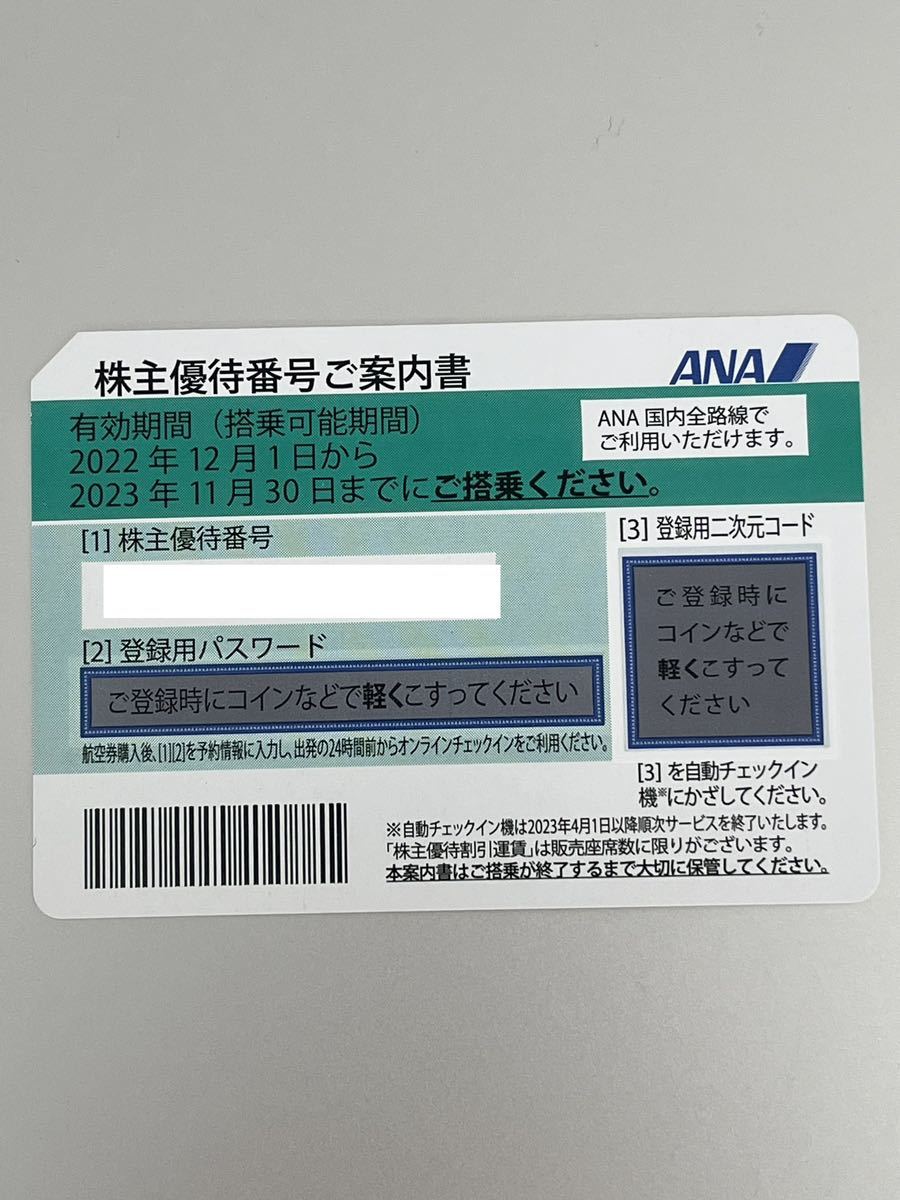 株主優待番号ご案内書
ANA
有効期間（搭乗可能期間）
2022 年 12 月 1 日から
2023 年 11 月 30 日までにご搭乗ください。
ANA 国内全路線で
ご利用いただけます。
[1] 株主優待番号
[2] 登録用パスワード
ご登録時にコインなどで軽くこすってください
航空券購入後、[1][2]を予約情報に入力し、出発の24時間前からオンラインチェックインをご利用ください。
[3] 登録用二次元コード
ご登録時に
コインなどで
軽くこすって
ください
[3] を自動チェックイン
機※にかざしてください。
※自動チェックイン機は2023年4月1日以降順次サービスを終了いたします。
「株主優待割引運賃」は販売座席数に限りがございます。
本案内書はご搭乗が終了するまで大切に保管してください。